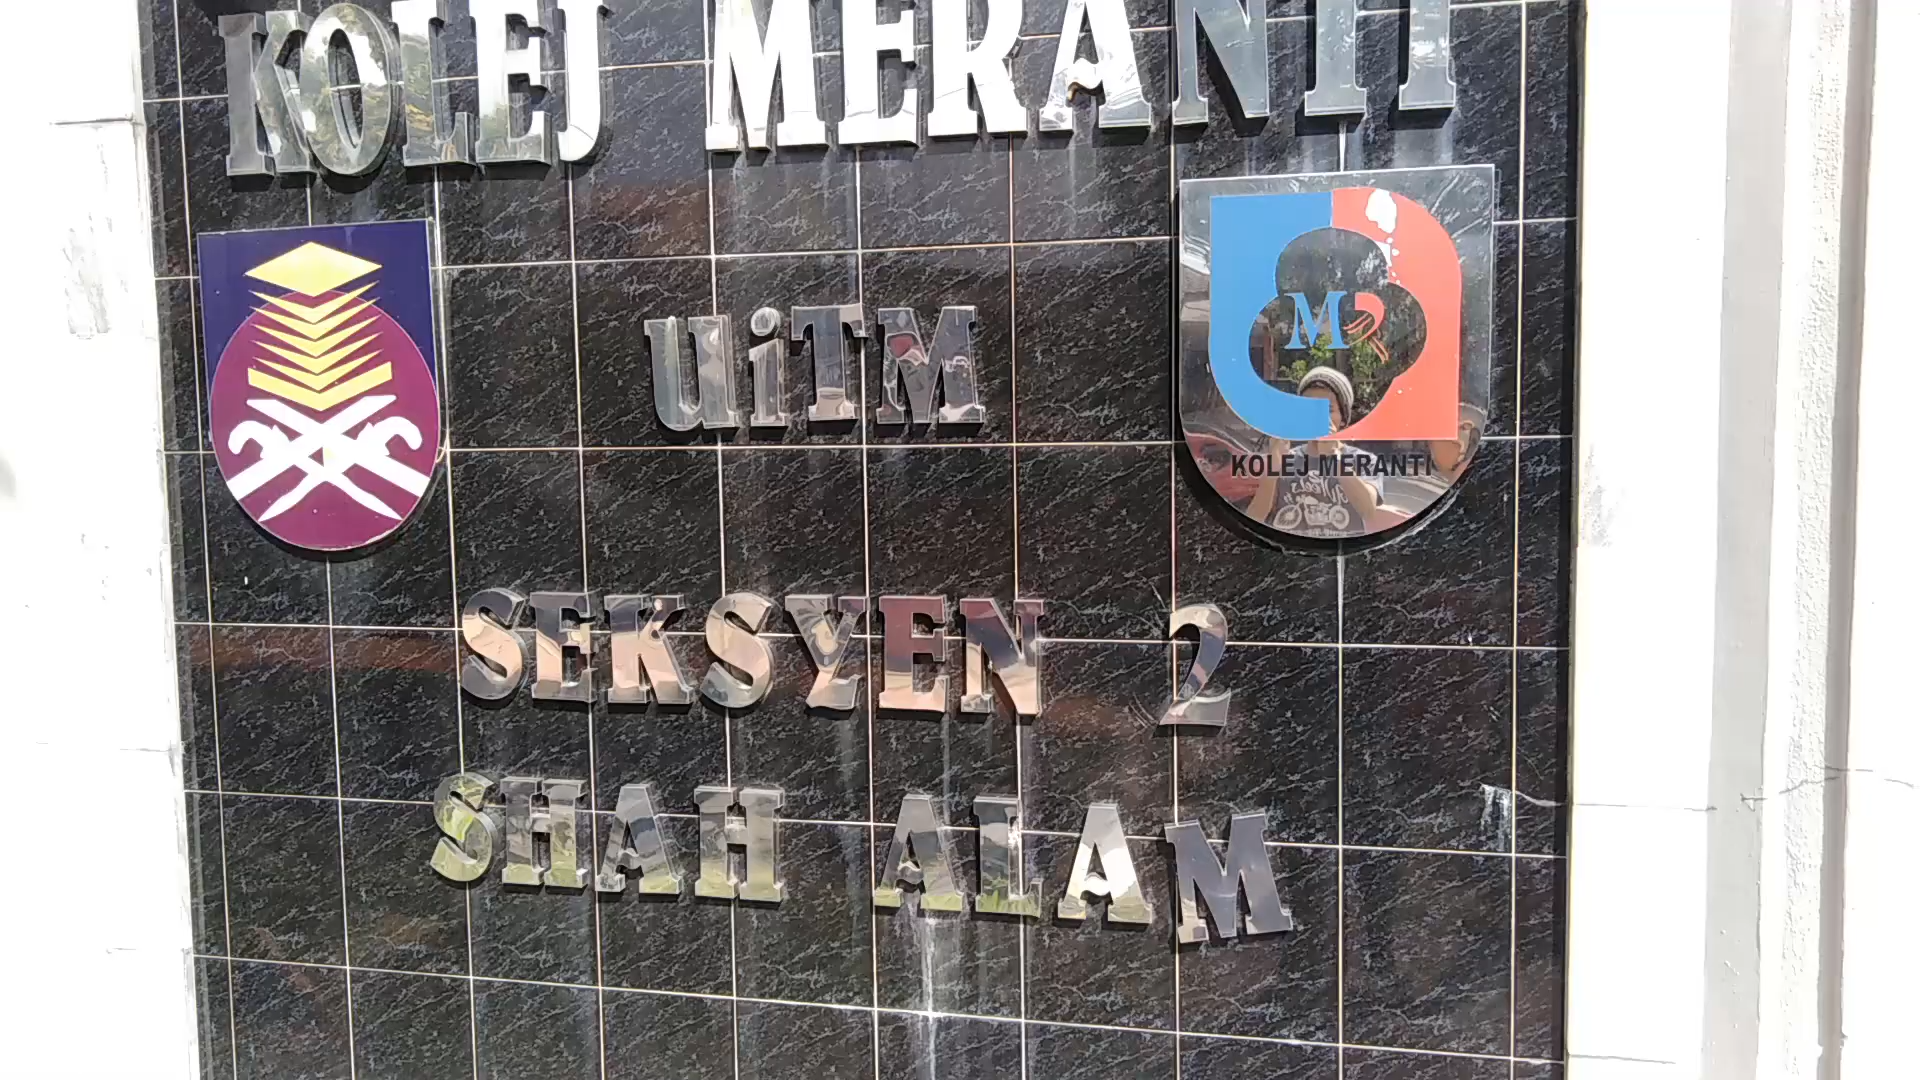 KOLEJ MERANTI
uiTM
M
KOLEJ MERANTI
SEKSYEN 2
SHAH ALAM